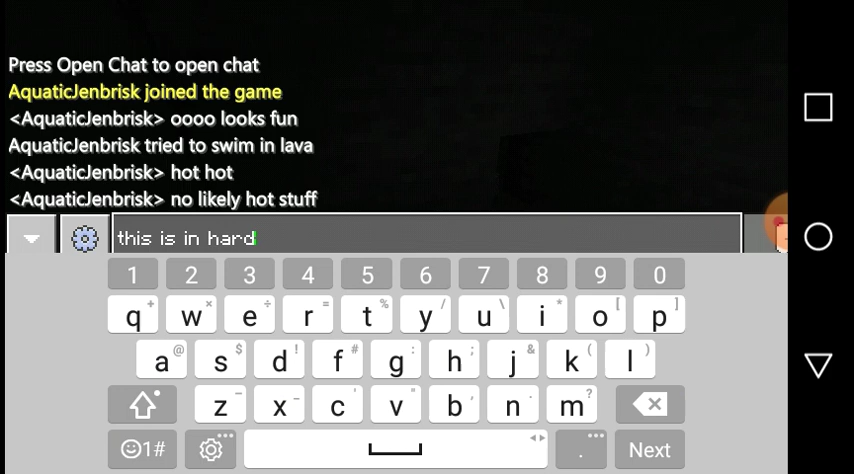 Press Open Chat to open chat
AquaticJenbrisk joined the game
<AquaticJenbrisk> oooo looks fun
AquaticJenbrisk tried to swim in lava
<AquaticJenbrisk> hot hot
<AquaticJenbrisk> no likely hot stuff
this is in hard
1 2 3 4 5 6 7 8 9 0
q + w × e ÷ r = t % y / u \ i * o [ p ]
a @ s $ d ! f # g : h ; j & k ( l )
z x c v b n m ?
1# . Next